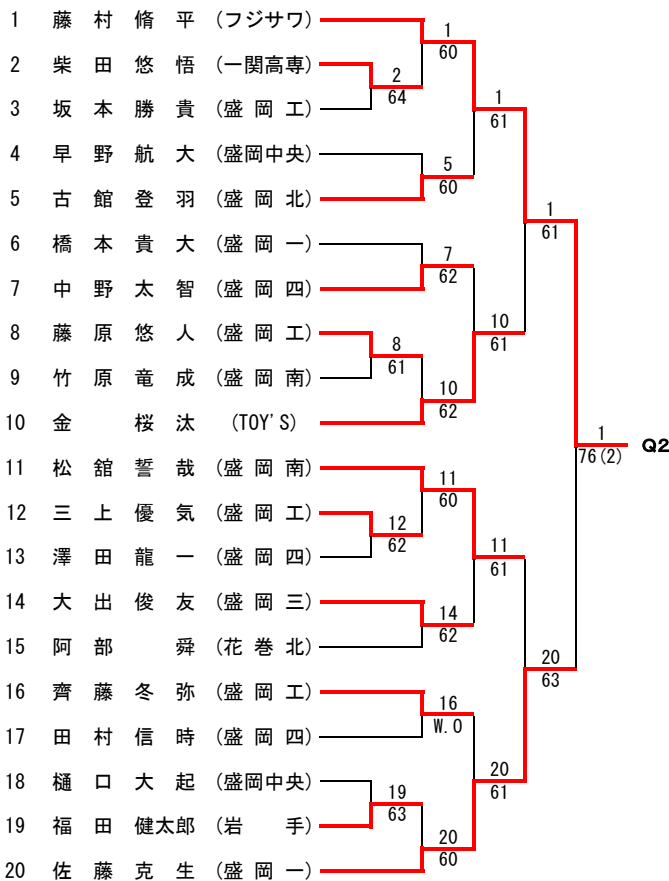 1 藤村脩平 (フジサワ)
2 柴田悠悟 (一関高専)
3 坂本勝貴 (盛岡工)
4 早野航大 (盛岡中央)
5 古館登羽 (盛岡北)
6 橋本貴大 (盛岡一)
7 中野太智 (盛岡四)
8 藤原悠人 (盛岡工)
9 竹原竜成 (盛岡南)
10 金 桜汰 (TOY'S)
11 松舘誓哉 (盛岡南)
12 三上優気 (盛岡工)
13 澤田龍一 (盛岡四)
14 大出俊友 (盛岡三)
15 阿部 舜 (花巻北)
16 齊藤冬弥 (盛岡工)
17 田村信時 (盛岡四)
18 樋口大起 (盛岡中央)
19 福田健太郎 (岩手)
20 佐藤克生 (盛岡一)
2
64
8
61
12
62
19
63
1
60
5
60
7
62
10
62
11
60
14
62
16
W.O
20
60
1
61
10
61
11
61
20
61
1
61
20
63
1
76(2)
Q2